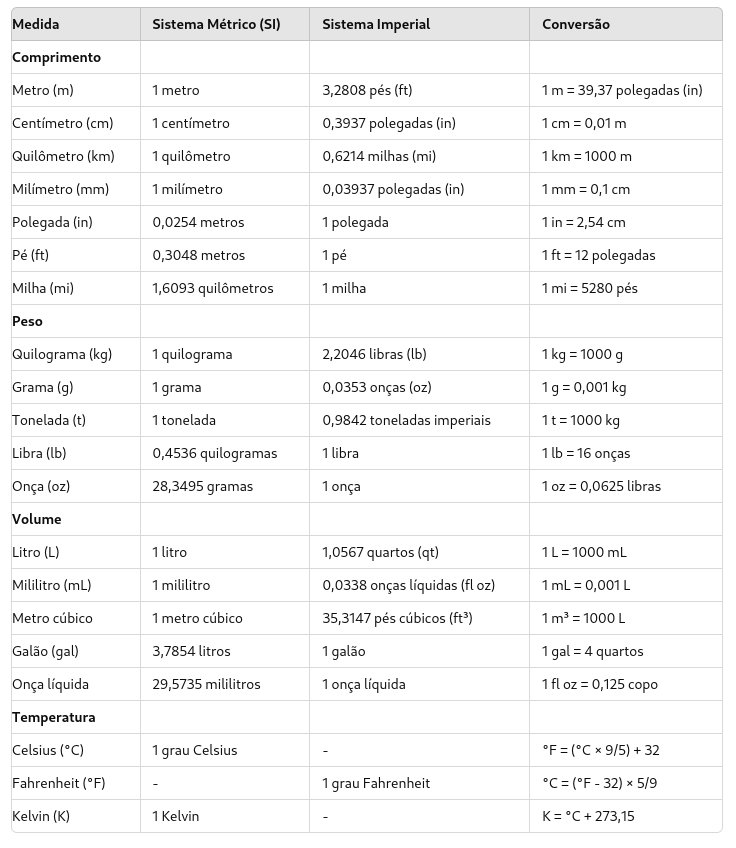 Medida Sistema Métrico (SI) Sistema Imperial Conversão
Comprimento
Metro (m) 1 metro 3,2808 pés (ft) 1 m = 39,37 polegadas (in)
Centímetro (cm) 1 centímetro 0,3937 polegadas (in) 1 cm = 0,01 m
Quilômetro (km) 1 quilômetro 0,6214 milhas (mi) 1 km = 1000 m
Milímetro (mm) 1 milímetro 0,03937 polegadas (in) 1 mm = 0,1 cm
Polegada (in) 0,0254 metros 1 polegada 1 in = 2,54 cm
Pé (ft) 0,3048 metros 1 pé 1 ft = 12 polegadas
Milha (mi) 1,6093 quilômetros 1 milha 1 mi = 5280 pés
Peso
Quilograma (kg) 1 quilograma 2,2046 libras (lb) 1 kg = 1000 g
Grama (g) 1 grama 0,0353 onças (oz) 1 g = 0,001 kg
Tonelada (t) 1 tonelada 0,9842 toneladas imperiais 1 t = 1000 kg
Libra (lb) 0,4536 quilogramas 1 libra 1 lb = 16 onças
Onça (oz) 28,3495 gramas 1 onça 1 oz = 0,0625 libras
Volume
Litro (L) 1 litro 1,0567 quartos (qt) 1 L = 1000 mL
Mililitro (mL) 1 mililitro 0,0338 onças líquidas (fl oz) 1 mL = 0,001 L
Metro cúbico 1 metro cúbico 35,3147 pés cúbicos (ft³) 1 m³ = 1000 L
Galão (gal) 3,7854 litros 1 galão 1 gal = 4 quartos
Onça líquida 29,5735 mililitros 1 onça líquida 1 fl oz = 0,125 copo
Temperatura
Celsius (°C) 1 grau Celsius - °F = (°C × 9/5) + 32
Fahrenheit (°F) - 1 grau Fahrenheit °C = (°F - 32) × 5/9
Kelvin (K) 1 Kelvin - K = °C + 273,15